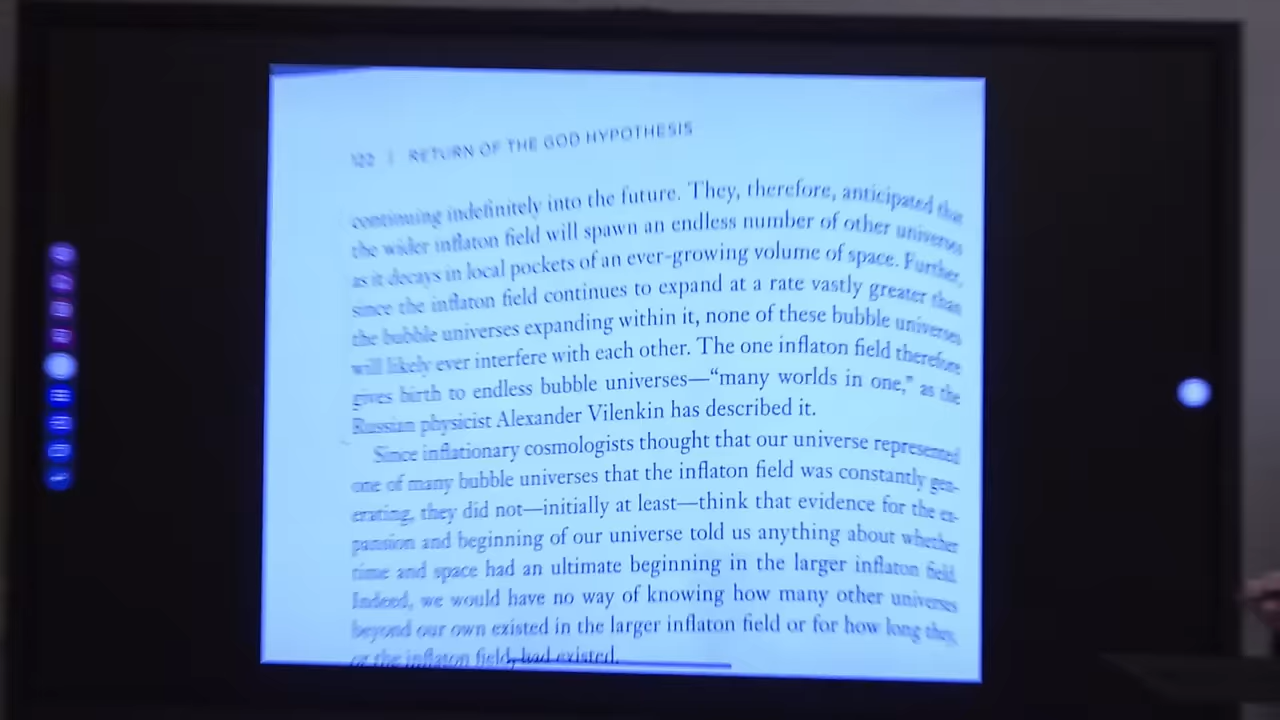 122 | RETURN OF THE GOD HYPOTHESIS
continuing indefinitely into the future. They, therefore, anticipated that
the wider inflaton field will spawn an endless number of other universes
as it decays in local pockets of an ever-growing volume of space. Further,
since the inflaton field continues to expand at a rate vastly greater than
the bubble universes expanding within it, none of these bubble universes
will likely ever interfere with each other. The one inflaton field therefore
gives birth to endless bubble universes—“many worlds in one,” as the
Russian physicist Alexander Vilenkin has described it.
Since inflationary cosmologists thought that our universe represented
one of many bubble universes that the inflaton field was constantly gen-
erating, they did not—initially at least—think that evidence for the ex-
pansion and beginning of our universe told us anything about whether
time and space had an ultimate beginning in the larger inflaton field.
Indeed, we would have no way of knowing how many other universes
beyond our own existed in the larger inflaton field or for how long they,
or the inflaton field, had existed.